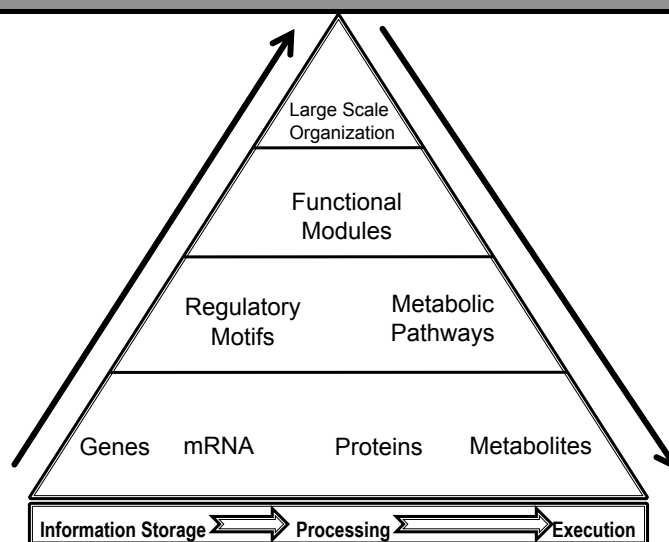 Large Scale
Organization
Functional
Modules
Regulatory
Motifs
Metabolic
Pathways
Genes mRNA Proteins Metabolites
Information Storage Processing Execution